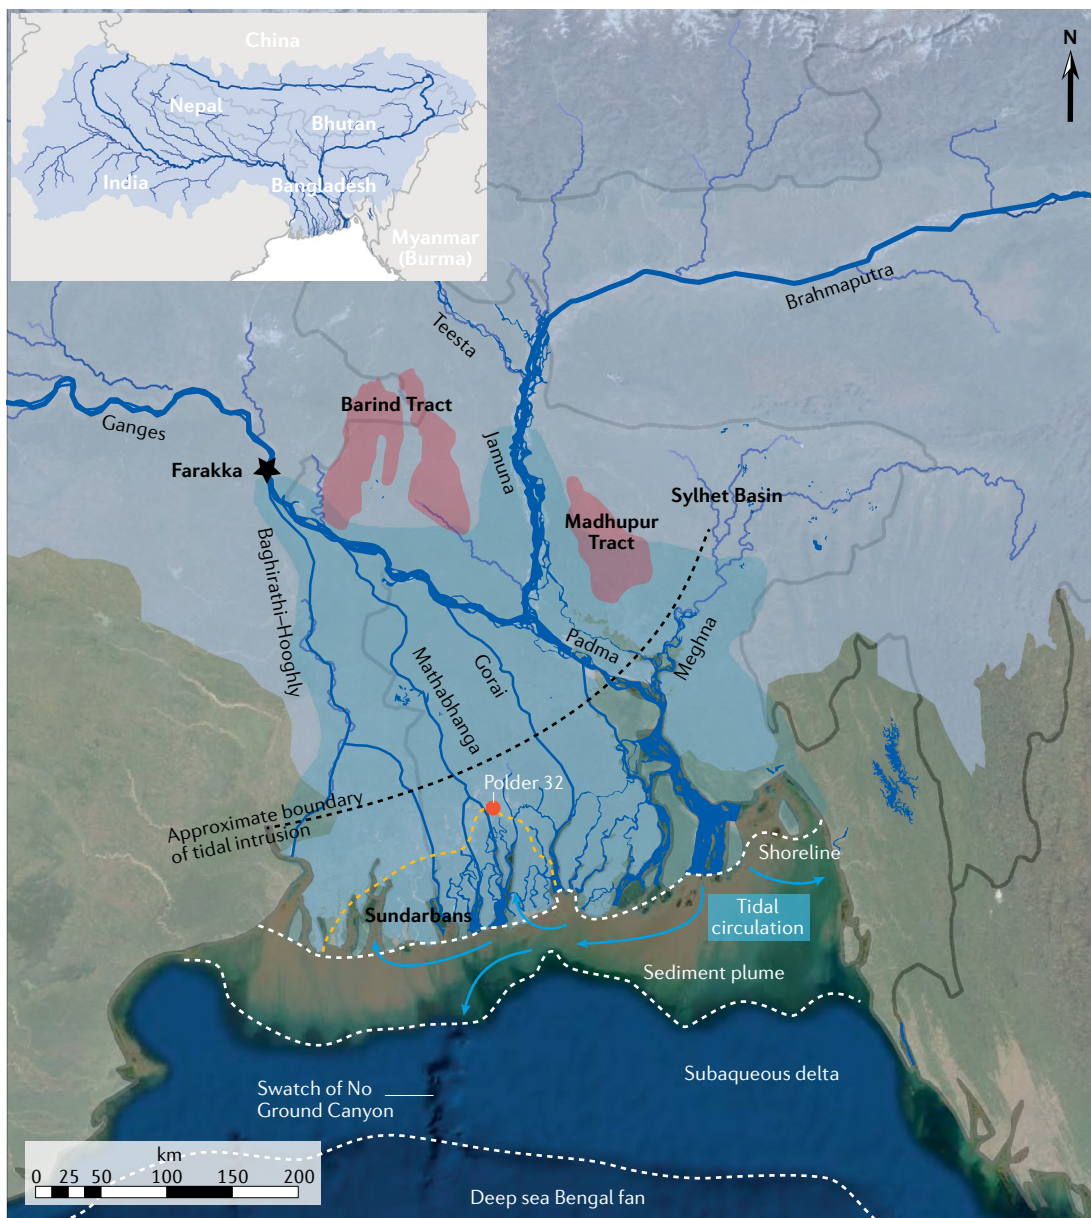 China
Nepal
Bhutan
India
Bangladesh
Myanmar
(Burma)
N
Brahmaputra
Teesta
Barind Tract
Ganges
Jamuna
Farakka
Sylhet Basin
Madhupur
Tract
Baghirathi–Hooghly
Padma
Meghna
Gorai
Mathabhanga
Polder 32
Approximate boundary
of tidal intrusion
Shoreline
Sundarbans
Tidal
circulation
Sediment plume
Subaqueous delta
Swatch of No
Ground Canyon
km
0 25 50 100 150 200
Deep sea Bengal fan